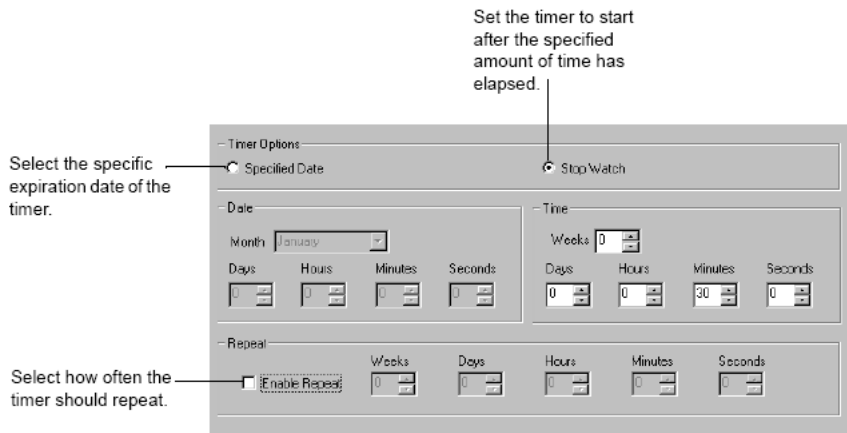 Set the timer to start
after the specified
amount of time has
elapsed.
Select the specific
expiration date of the
timer.
Timer Options
Specified Date
Stop Watch
Date
Month January
Days Hours Minutes Seconds
0 0 0 0
Time
Weeks 0
Days Hours Minutes Seconds
0 0 30 0
Select how often the
timer should repeat.
Repeat
Enable Repeat
Weeks Days Hours Minutes Seconds
0 0 0 0 0